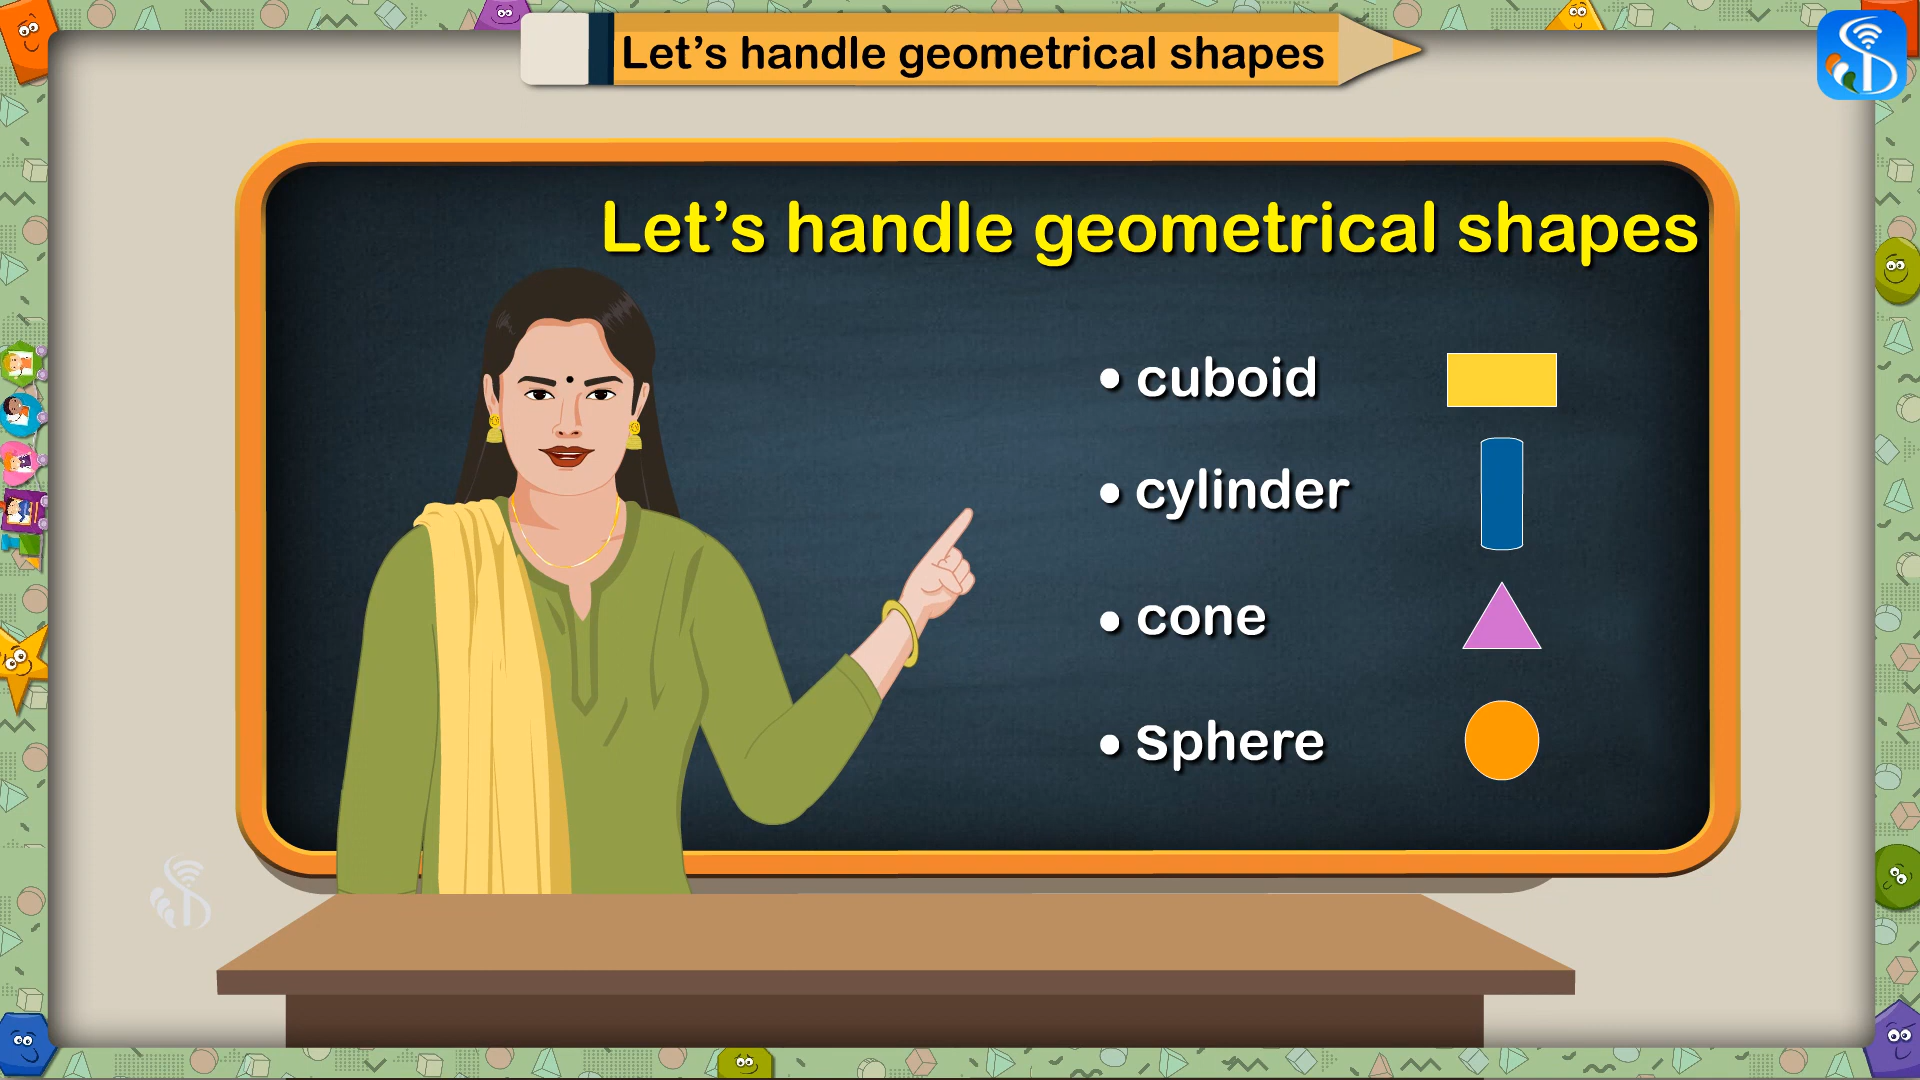 Let’s handle geometrical shapes
Let’s handle geometrical shapes
• cuboid
• cylinder
• cone
• sphere